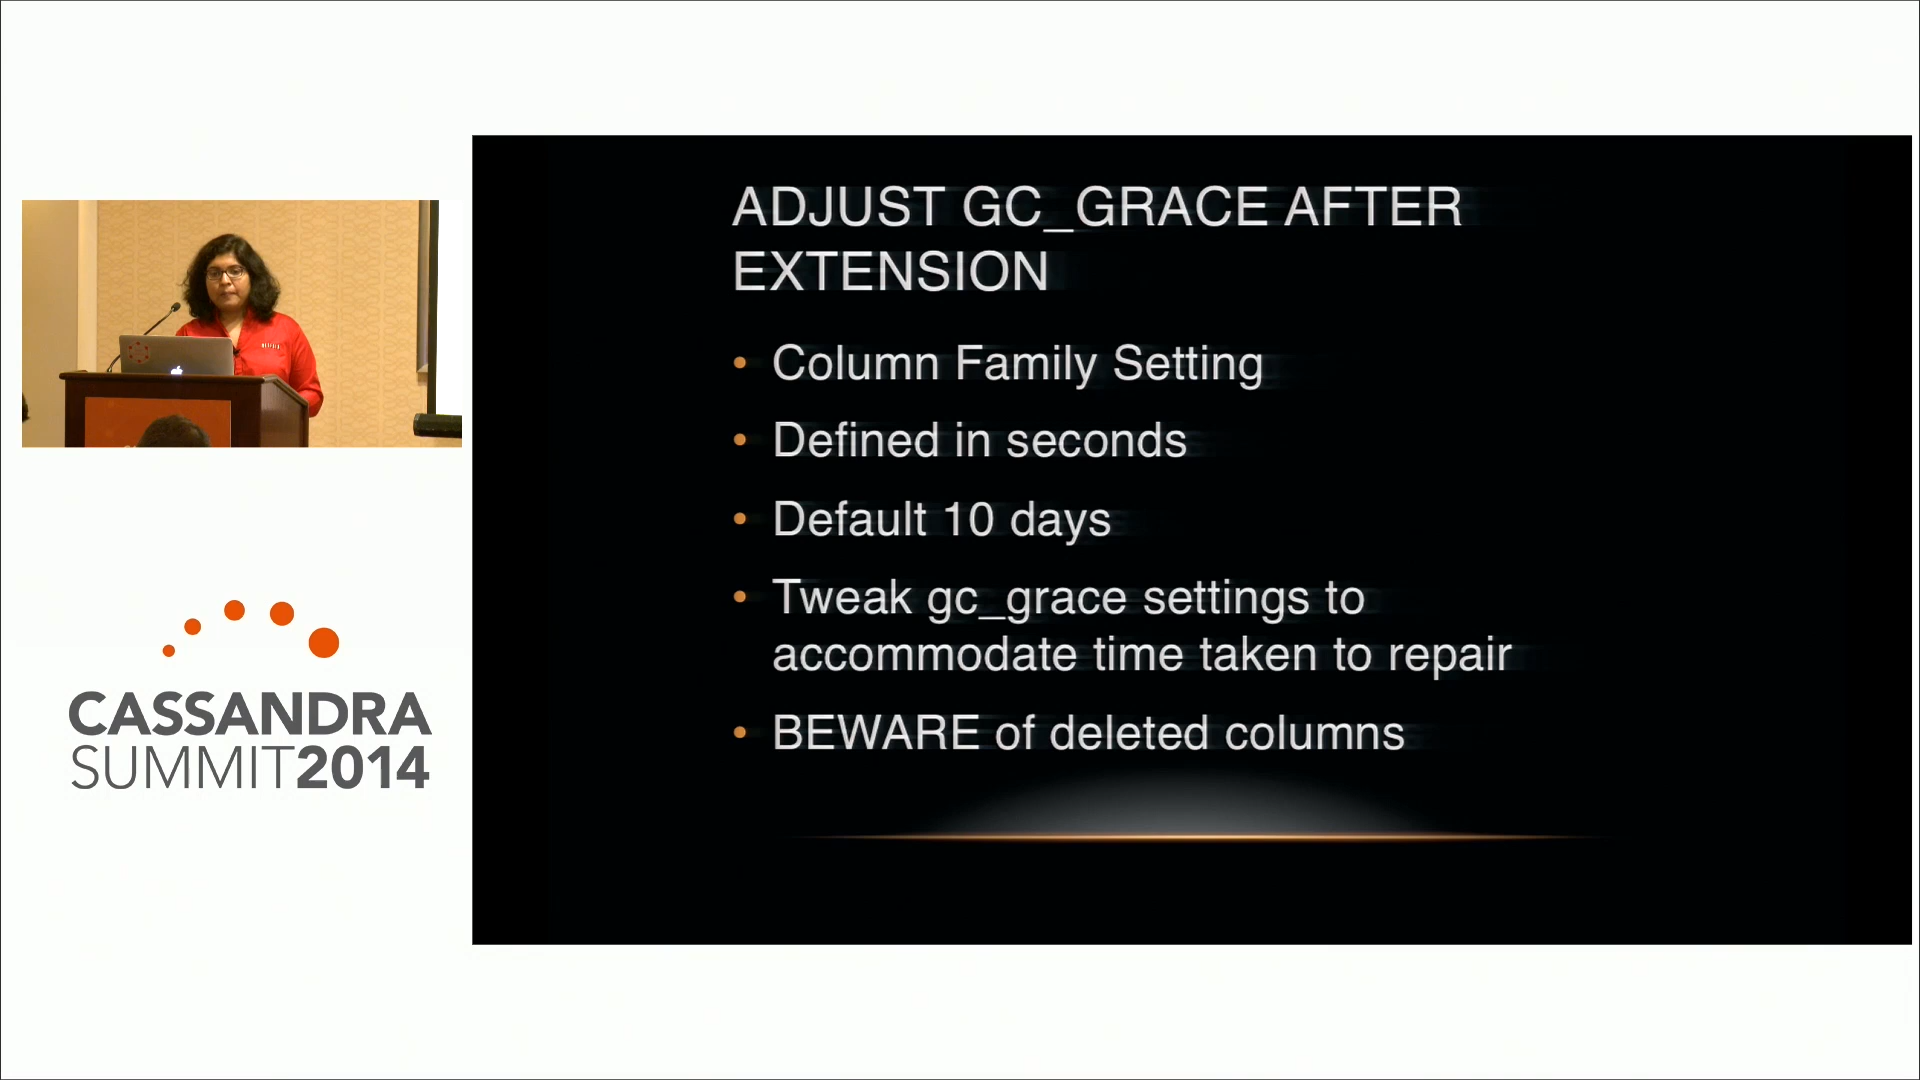 ADJUST GC_GRACE AFTER
EXTENSION
• Column Family Setting
• Defined in seconds
• Default 10 days
• Tweak gc_grace settings to
accommodate time taken to repair
• BEWARE of deleted columns
CASSANDRA
SUMMIT2014